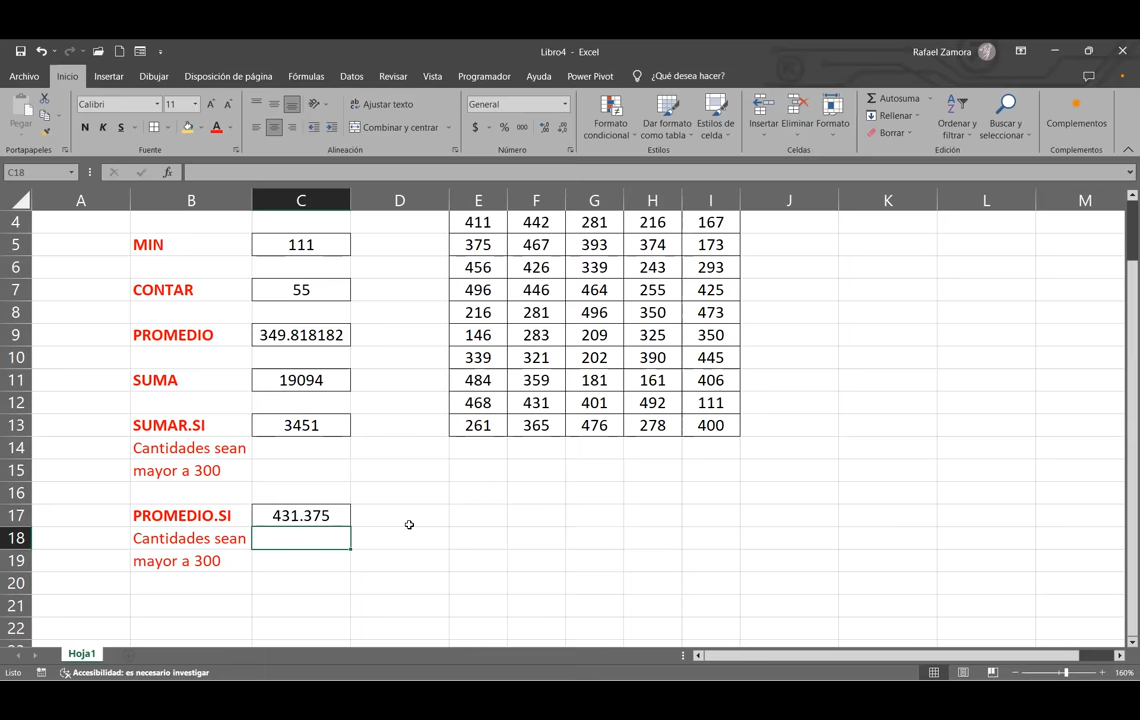 Libro4 - Excel
Rafael Zamora
Archivo Inicio Insertar Dibujar Disposición de página Fórmulas Datos Revisar Vista Programador Ayuda Power Pivot ¿Qué desea hacer?
Pegar
Calibri 11
N K S
Ajustar texto
Combinar y centrar
General
$ % 000
Formato condicional
Dar formato como tabla
Estilos de celda
Insertar Eliminar Formato
Autosuma
Rellenar
Borrar
Ordenar y filtrar
Buscar y seleccionar
Complementos
Portapapeles Fuente Alineación Número Estilos Celdas Edición Complementos
C18 fx
A B C D E F G H I J K L M
4 411 442 281 216 167
5 MIN 111 375 467 393 374 173
6 456 426 339 243 293
7 CONTAR 55 496 446 464 255 425
8 216 281 496 350 473
9 PROMEDIO 349.818182 146 283 209 325 350
10 339 321 202 390 445
11 SUMA 19094 484 359 181 161 406
12 468 431 401 492 111
13 SUMAR.SI 3451 261 365 476 278 400
14 Cantidades sean
15 mayor a 300
16
17 PROMEDIO.SI 431.375
18 Cantidades sean
19 mayor a 300
20
21
22
Hoja1
Listo Accesibilidad: es necesario investigar 160%